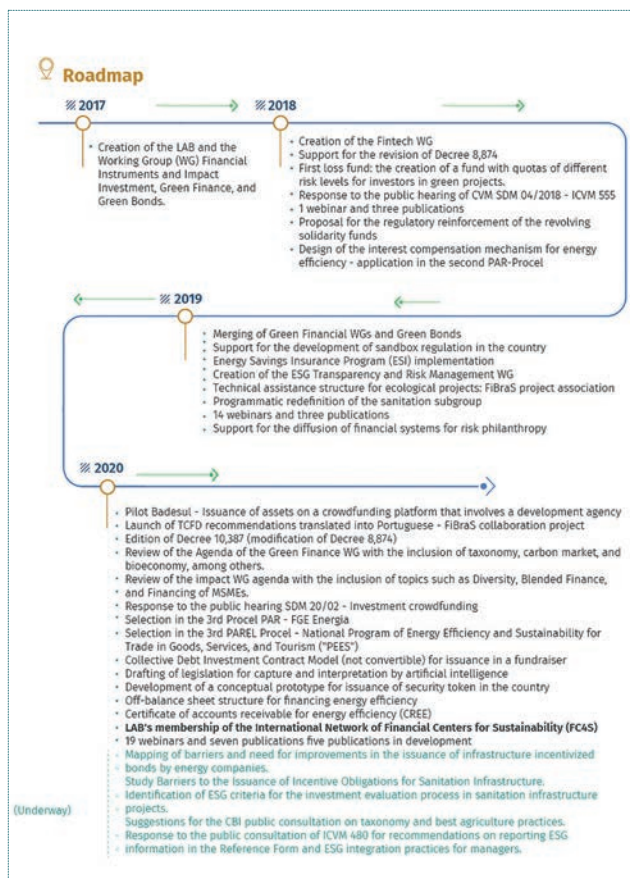 Roadmap
2017
2018
• Creation of the LAB and the
Working Group (WG) Financial
Instruments and Impact
Investment, Green Finance, and
Green Bonds.
• Creation of the Fintech WG
• Support for the revision of Decree 8,874
• First loss fund: the creation of a fund with quotas of different
risk levels for investors in green projects.
• Response to the public hearing of CVM SDM 04/2018 - ICVM 555
• 1 webinar and three publications
• Proposal for the regulatory reinforcement of the revolving
solidarity funds
• Design of the interest compensation mechanism for energy
efficiency - application in the second PAR-Procel
2019
• Merging of Green Financial WGs and Green Bonds
• Support for the development of sandbox regulation in the country
• Energy Savings Insurance Program (ESI) implementation
• Creation of the ESG Transparency and Risk Management WG
• Technical assistance structure for ecological projects: FiBraS project association
• Programmatic redefinition of the sanitation subgroup
• 14 webinars and three publications
• Support for the diffusion of financial systems for risk philanthropy
2020
• Pilot Badesul - Issuance of assets on a crowdfunding platform that involves a development agency
• Launch of TCFD recommendations translated into Portuguese - FiBraS collaboration project
• Edition of Decree 10,387 (modification of Decree 8,874)
• Review of the Agenda of the Green Finance WG with the inclusion of taxonomy, carbon market, and
bioeconomy, among others.
• Review of the impact WG agenda with the inclusion of topics such as Diversity, Blended Finance,
and Financing of MSMEs.
• Response to the public hearing SDM 20/02 - Investment crowdfunding
• Selection in the 3rd Procel PAR - FGE Energia
• Selection in the 3rd PAREL Procel - National Program of Energy Efficiency and Sustainability for
Trade in Goods, Services, and Tourism ("PEES")
• Collective Debt Investment Contract Model (not convertible) for issuance in a fundraiser
• Drafting of legislation for capture and interpretation by artificial intelligence
• Development of a conceptual prototype for issuance of security token in the country
• Off-balance sheet structure for financing energy efficiency
• Certificate of accounts receivable for energy efficiency (CREE)
• LAB's membership of the International Network of Financial Centers for Sustainability (FC4S)
• 19 webinars and seven publications five publications in development
• Mapping of barriers and need for improvements in the issuance of infrastructure incentivized
bonds by energy companies.
Study Barriers to the Issuance of Incentive Obligations for Sanitation Infrastructure.
• Identification of ESG criteria for the investment evaluation process in sanitation infrastructure
(Underway) projects.
Suggestions for the CBI public consultation on taxonomy and best agriculture practices.
• Response to the public consultation of ICVM 480 for recommendations on reporting ESG
information in the Reference Form and ESG integration practices for managers.